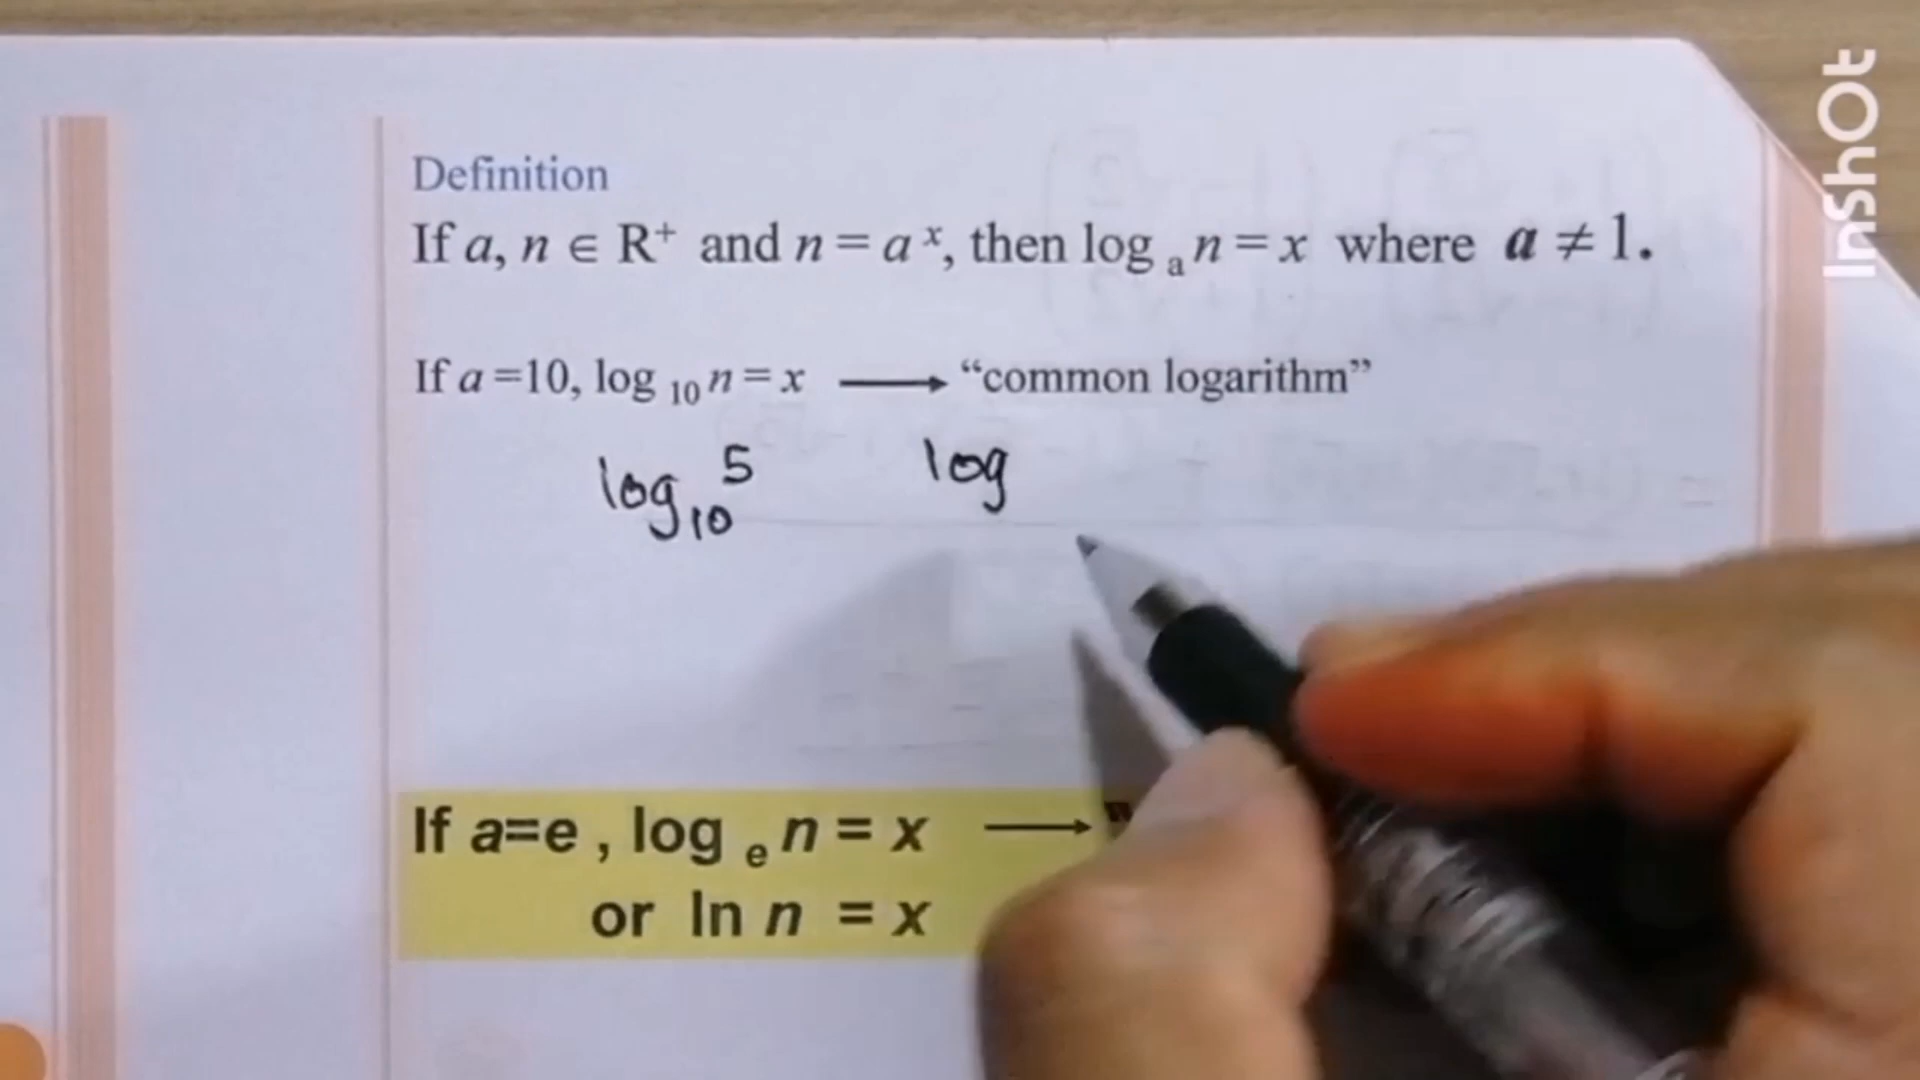 Definition
If a, n ∈ R⁺ and n = a ˣ, then log ₐ n = x where a ≠ 1.
If a =10, log ₁₀ n = x ⟶ “common logarithm”
log₁₀ 5 log
If a=e , log ₑ n = x ⟶
or ln n = x
InShOt